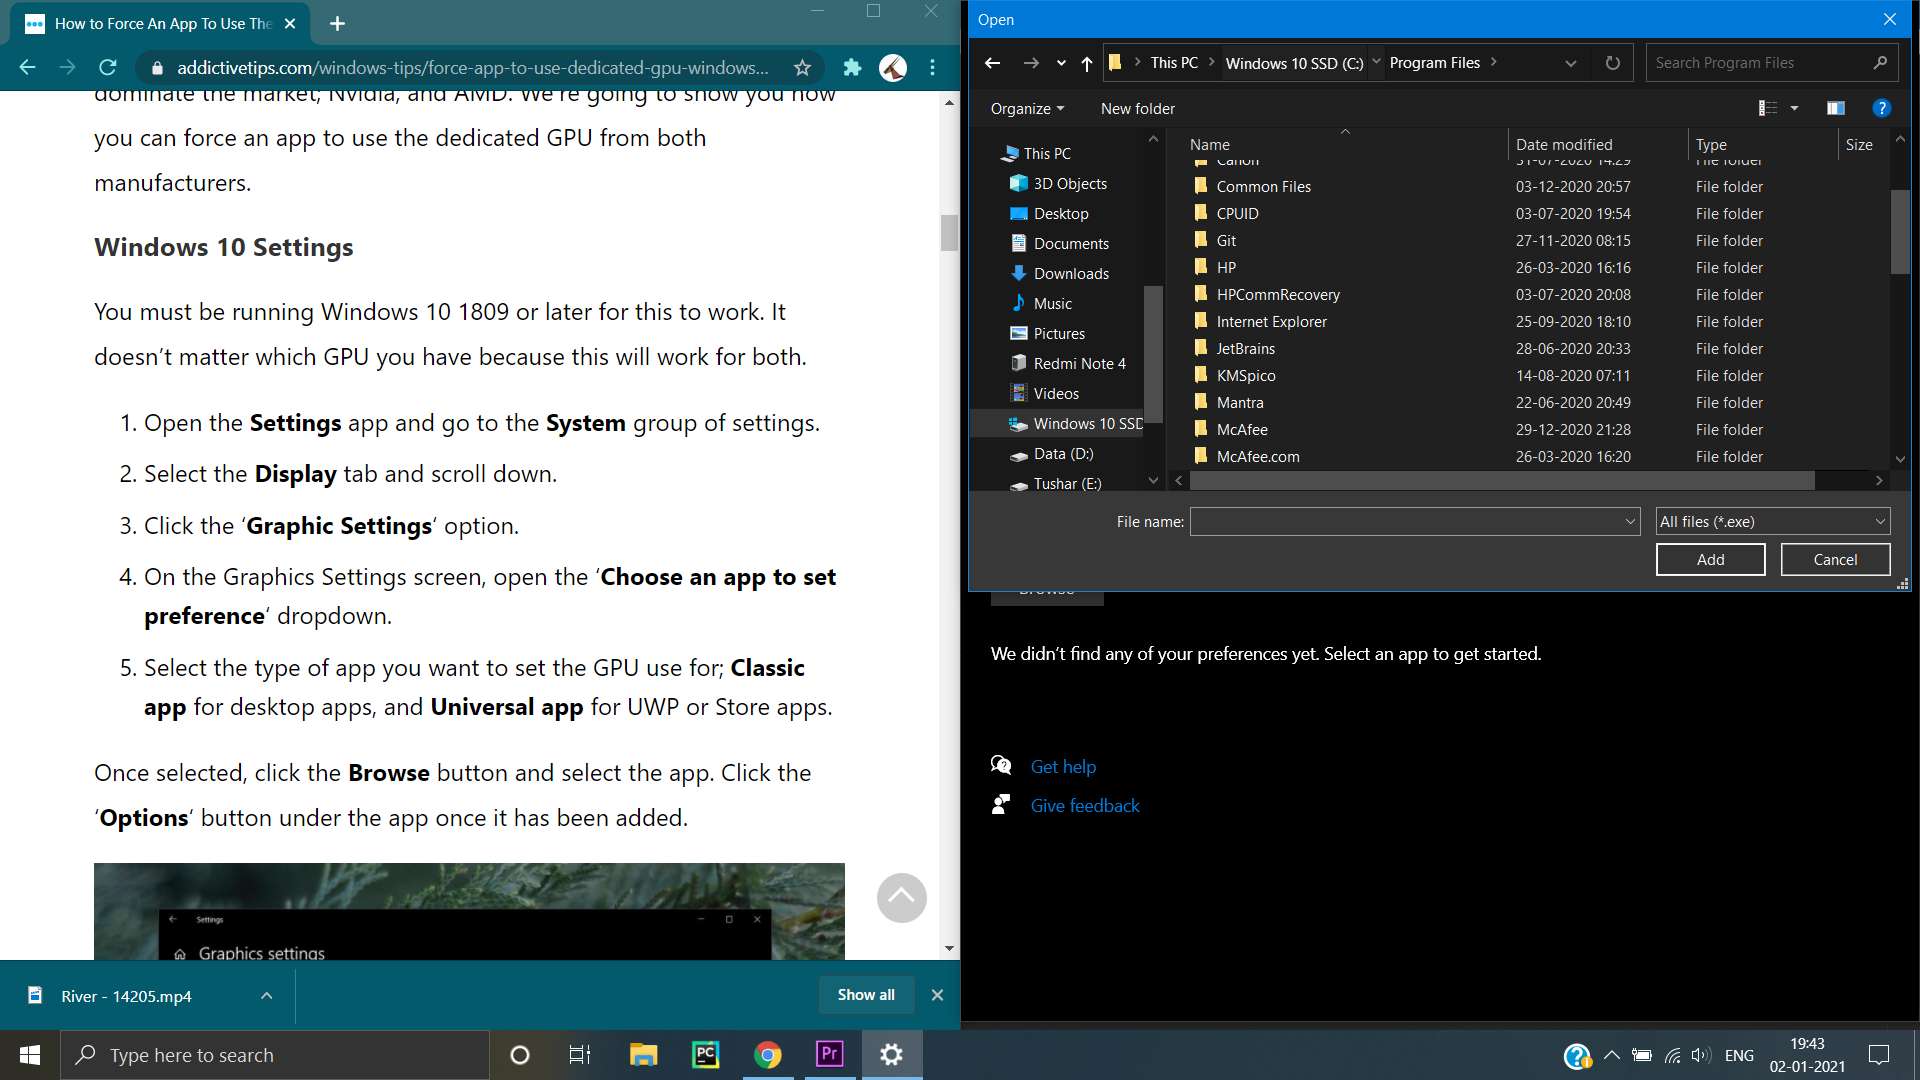 How to Force An App To Use The
addictivetips.com/windows-tips/force-app-to-use-dedicated-gpu-windows...
dominate the market; Nvidia, and AMD. We're going to show you how
you can force an app to use the dedicated GPU from both
manufacturers.
Windows 10 Settings
You must be running Windows 10 1809 or later for this to work. It
doesn’t matter which GPU you have because this will work for both.
1. Open the Settings app and go to the System group of settings.
2. Select the Display tab and scroll down.
3. Click the ‘Graphic Settings‘ option.
4. On the Graphics Settings screen, open the ‘Choose an app to set
preference‘ dropdown.
5. Select the type of app you want to set the GPU use for; Classic
app for desktop apps, and Universal app for UWP or Store apps.
Once selected, click the Browse button and select the app. Click the
‘Options‘ button under the app once it has been added.
Settings
Graphics settings
River - 14205.mp4
Show all
Open
This PC
Windows 10 SSD (C:)
Program Files
Search Program Files
Organize
New folder
This PC
3D Objects
Desktop
Documents
Downloads
Music
Pictures
Redmi Note 4
Videos
Windows 10 SSD
Data (D:)
Tushar (E:)
Name Date modified Type Size
Canon 31-07-2020 14:29 File folder
Common Files 03-12-2020 20:57 File folder
CPUID 03-07-2020 19:54 File folder
Git 27-11-2020 08:15 File folder
HP 26-03-2020 16:16 File folder
HPCommRecovery 03-07-2020 20:08 File folder
Internet Explorer 25-09-2020 18:10 File folder
JetBrains 28-06-2020 20:33 File folder
KMSpico 14-08-2020 07:11 File folder
Mantra 22-06-2020 20:49 File folder
McAfee 29-12-2020 21:28 File folder
McAfee.com 26-03-2020 16:20 File folder
File name:
All files (*.exe)
Add
Cancel
Browse
We didn’t find any of your preferences yet. Select an app to get started.
Get help
Give feedback
Type here to search
PC
Pr
ENG
19:43
02-01-2021